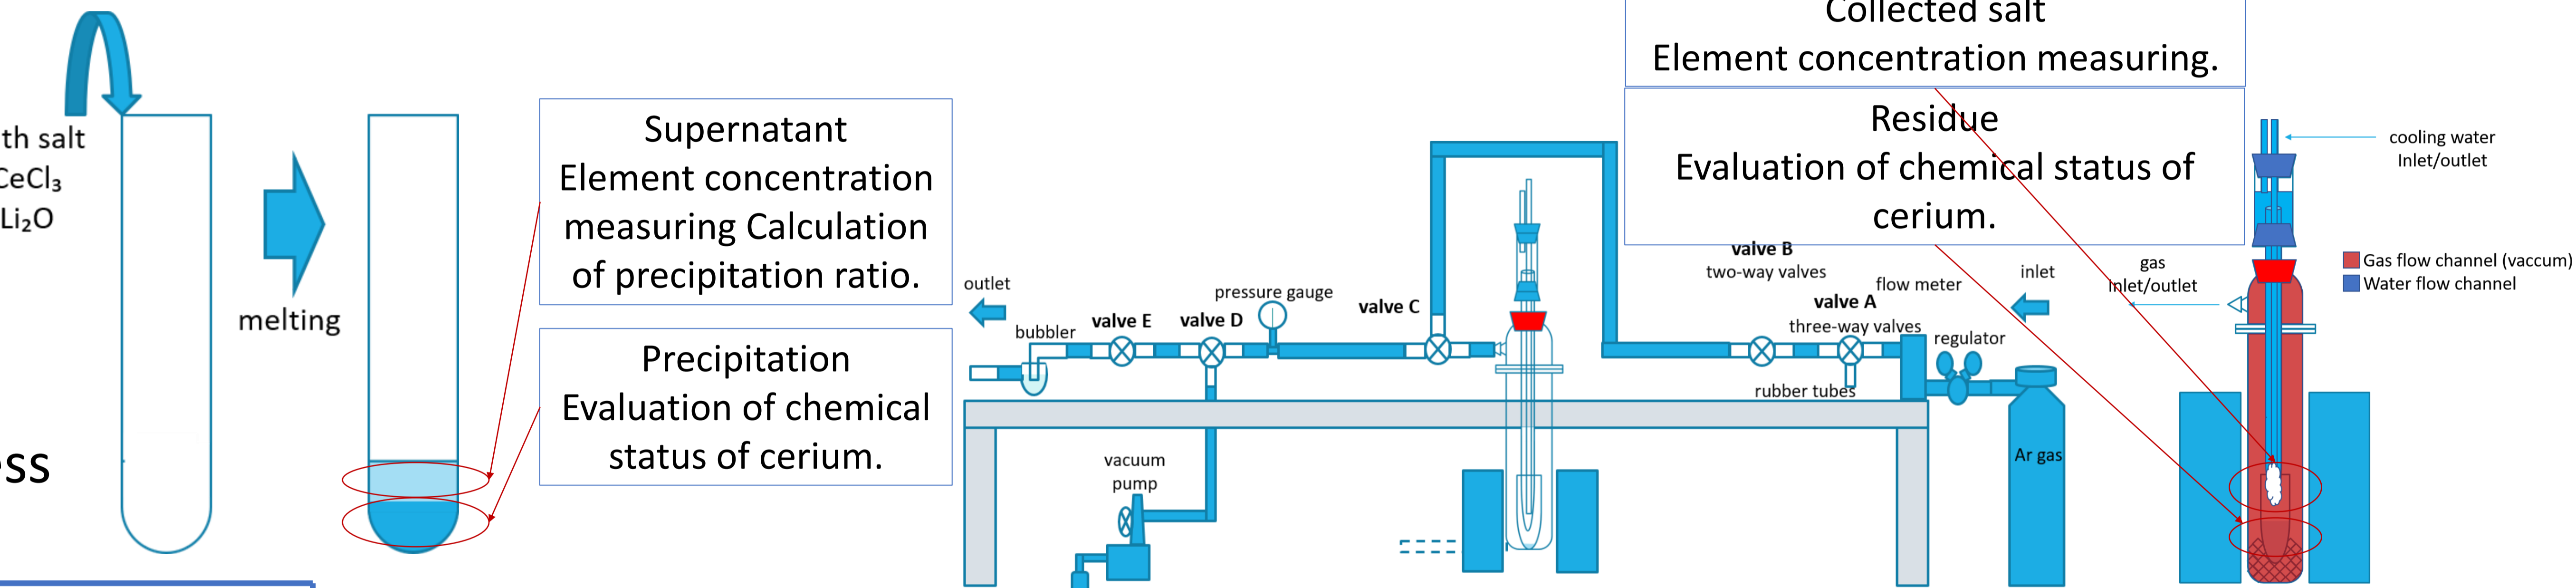 th salt
CeCl₃
Li₂O
ess
melting
Supernatant
Element concentration
measuring Calculation
of precipitation ratio.
Precipitation
Evaluation of chemical
status of cerium.
outlet
bubbler
valve E
valve D
pressure gauge
valve C
vacuum
pump
Collected salt
Element concentration measuring.
Residue
Evaluation of chemical status of
cerium.
valve B
two-way valves
flow meter
valve A
three-way valves
rubber tubes
inlet
regulator
Ar gas
gas
Inlet/outlet
cooling water
Inlet/outlet
Gas flow channel (vaccum)
Water flow channel